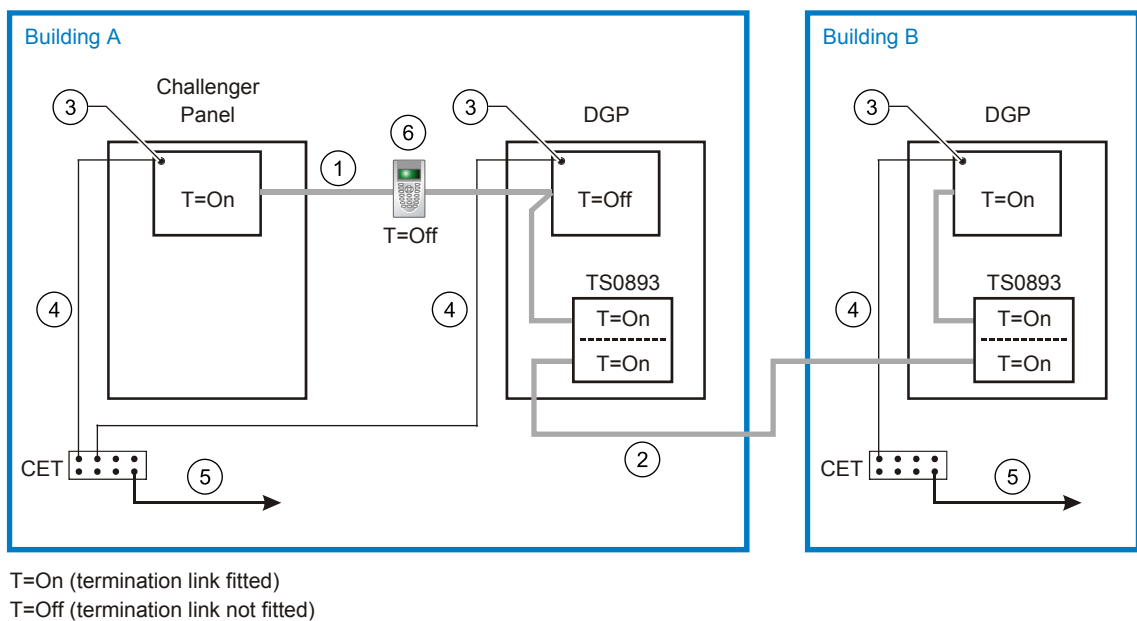 Building A
Building B
Challenger
Panel
DGP
DGP
3
6
3
3
1
T=On
T=Off
T=Off
T=On
TS0893
TS0893
4
4
T=On
4
T=On
T=On
T=On
2
CET
5
CET
5
T=On (termination link fitted)
T=Off (termination link not fitted)